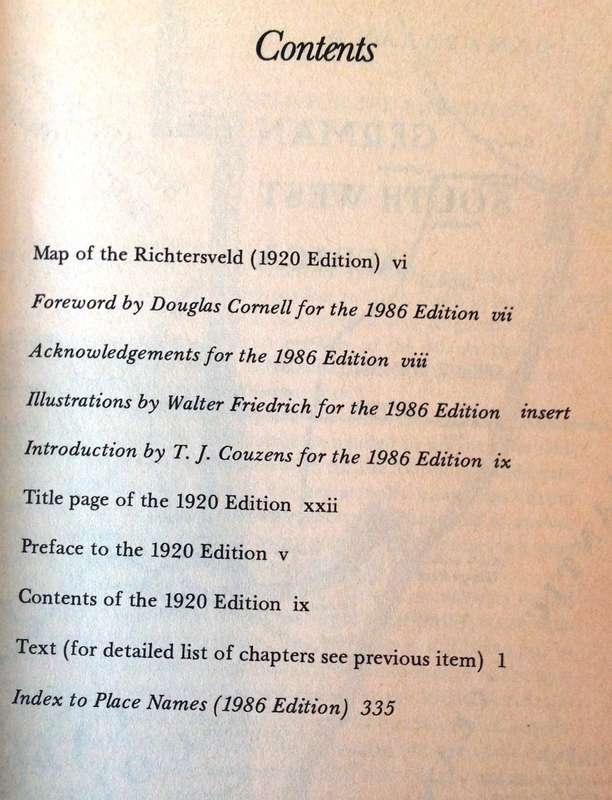 Contents
Map of the Richtersveld (1920 Edition) vi
Foreword by Douglas Cornell for the 1986 Edition vii
Acknowledgements for the 1986 Edition viii
Illustrations by Walter Friedrich for the 1986 Edition insert
Introduction by T. J. Couzens for the 1986 Edition ix
Title page of the 1920 Edition xxii
Preface to the 1920 Edition v
Contents of the 1920 Edition ix
Text (for detailed list of chapters see previous item) 1
Index to Place Names (1986 Edition) 335